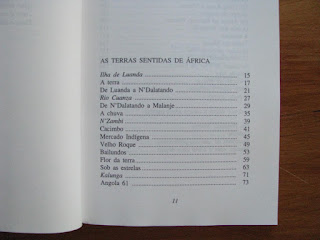 AS TERRAS SENTIDAS DE ÁFRICA
Ilha de Luanda 15
A terra 17
De Luanda a N'Dalatando 21
Rio Cuanza 27
De N'Dalatando a Malanje 29
A chuva 35
N'Zambi 39
Cacimbo 41
Mercado Indígena 45
Velho Roque 49
Bailundos 53
Flor da terra 59
Sob as estrelas 63
Kaianga 71
Angola 61 73
11